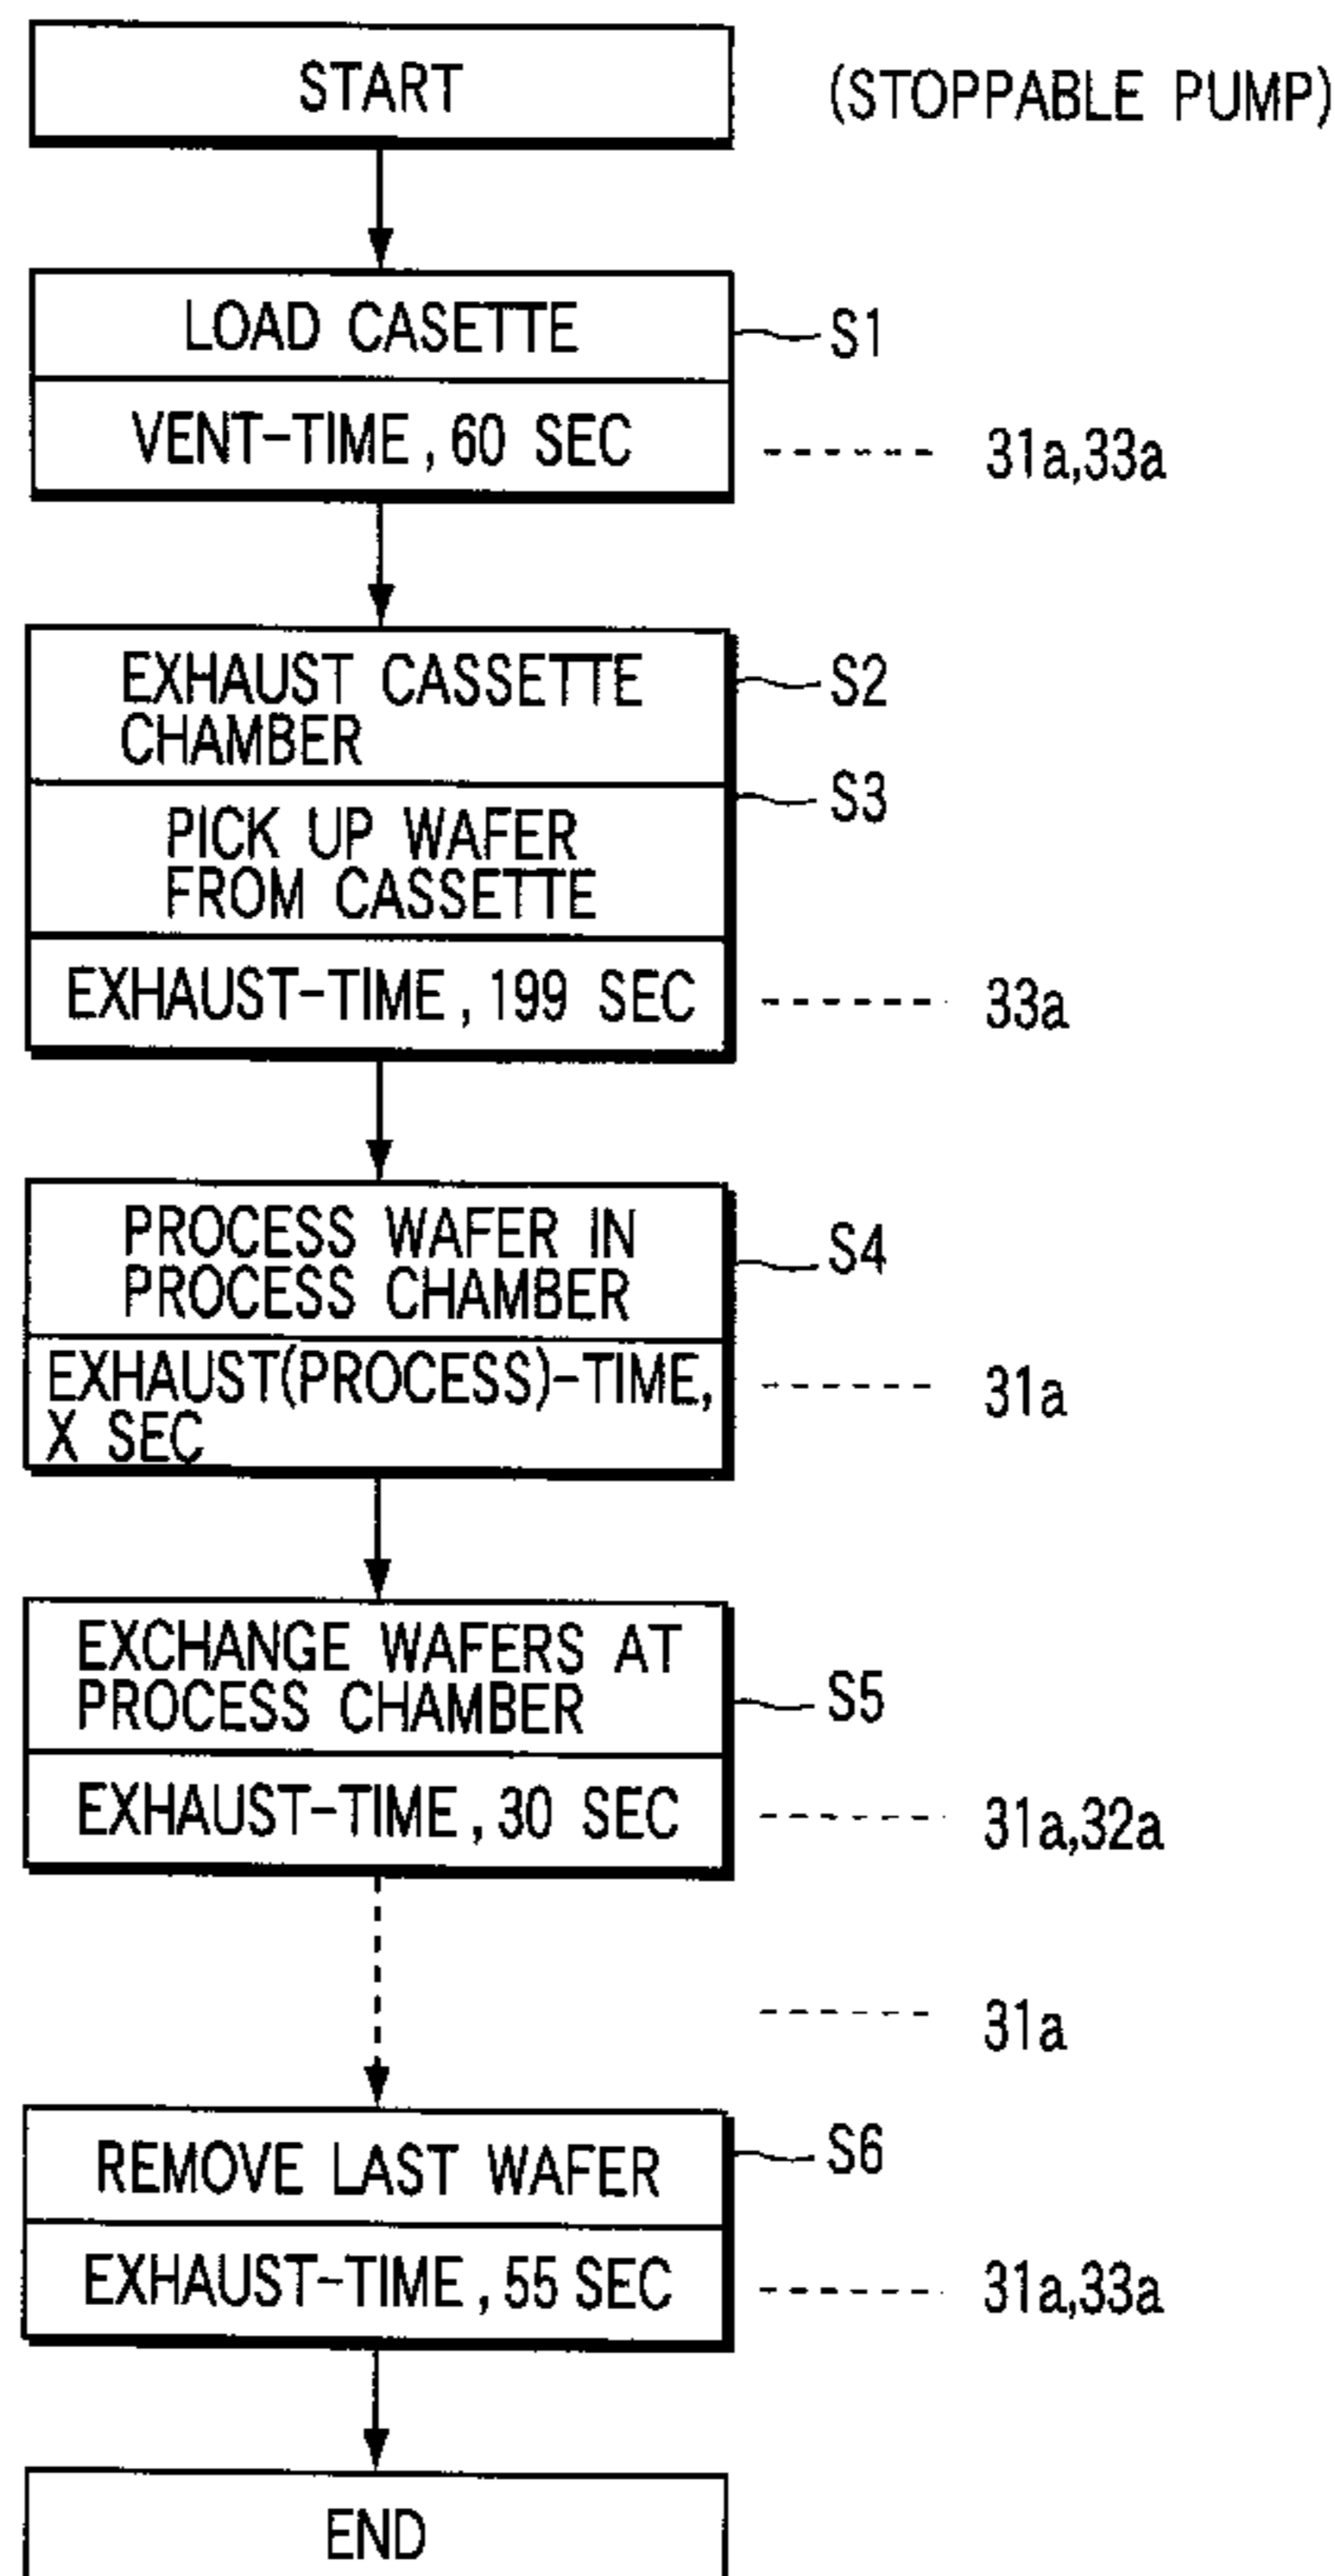 START
(STOPPABLE PUMP)
LOAD CASETTE
S1
VENT-TIME, 60 SEC
31a,33a
EXHAUST CASSETTE
CHAMBER
S2
PICK UP WAFER
FROM CASSETTE
S3
EXHAUST-TIME, 199 SEC
33a
PROCESS WAFER IN
PROCESS CHAMBER
S4
EXHAUST(PROCESS)-TIME,
X SEC
31a
EXCHANGE WAFERS AT
PROCESS CHAMBER
S5
EXHAUST-TIME, 30 SEC
31a,32a
31a
REMOVE LAST WAFER
S6
EXHAUST-TIME, 55 SEC
31a,33a
END